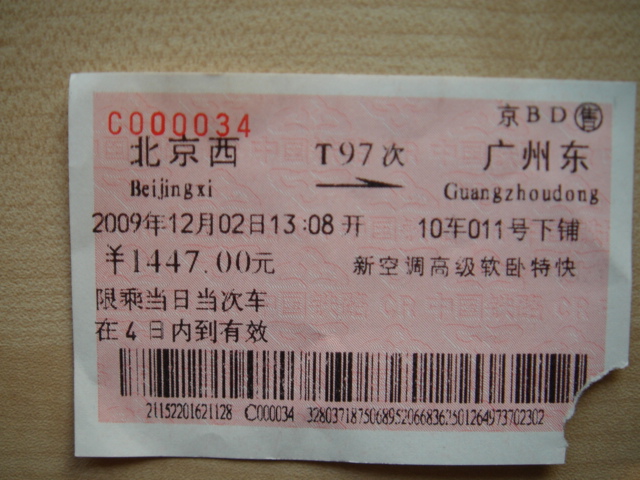 C000034 京BD售
北京西 T97次 广州东
Beijingxi Guangzhoudong
2009年12月02日13:08开 10车011号下铺
￥1447.00元 新空调高级软卧特快
限乘当日当次车
在4日内到有效
21152201621128 C000034 32803718750689520668362501264973702302